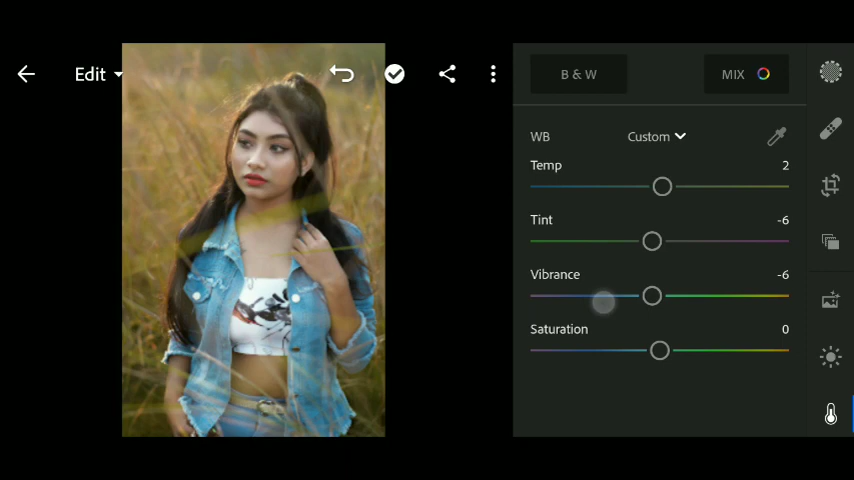 Edit
B & W
MIX
WB
Custom
Temp
2
Tint
-6
Vibrance
-6
Saturation
0